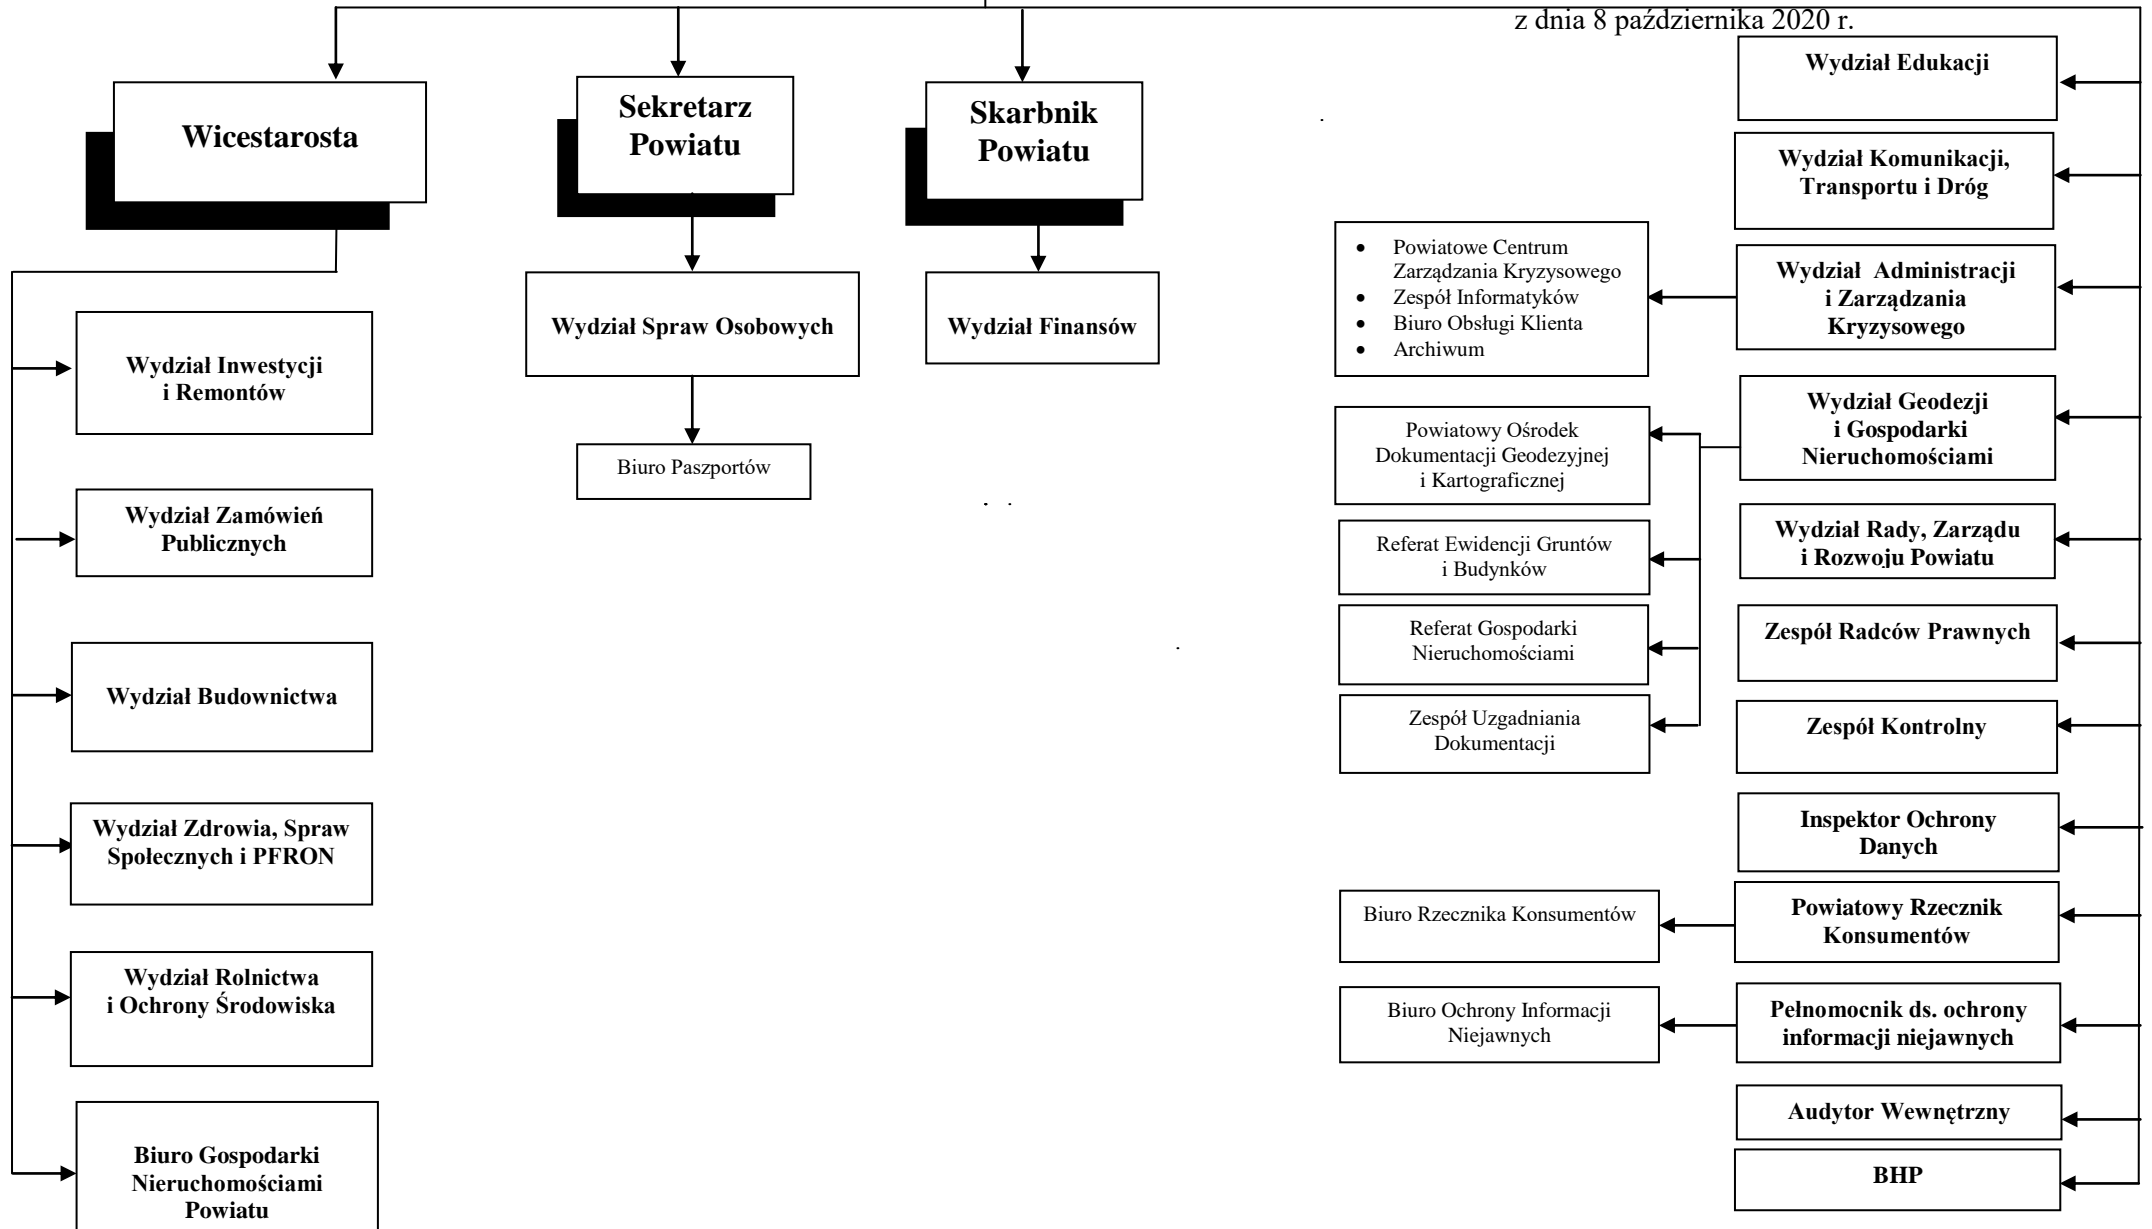 z dnia 8 października 2020 r.
Wicestarosta
Sekretarz
Powiatu
Skarbnik
Powiatu
Wydział Inwestycji
i Remontów
Wydział Zamówień
Publicznych
Wydział Budownictwa
Wydział Zdrowia, Spraw
Społecznych i PFRON
Wydział Rolnictwa
i Ochrony Środowiska
Biuro Gospodarki
Nieruchomościami
Powiatu
Wydział Spraw Osobowych
Biuro Paszportów
Wydział Finansów
Wydział Edukacji
Wydział Komunikacji,
Transportu i Dróg
Wydział Administracji
i Zarządzania
Kryzysowego
• Powiatowe Centrum
Zarządzania Kryzysowego
• Zespół Informatyków
• Biuro Obsługi Klienta
• Archiwum
Wydział Geodezji
i Gospodarki
Nieruchomościami
Powiatowy Ośrodek
Dokumentacji Geodezyjnej
i Kartograficznej
Referat Ewidencji Gruntów
i Budynków
Referat Gospodarki
Nieruchomościami
Zespół Uzgadniania
Dokumentacji
Wydział Rady, Zarządu
i Rozwoju Powiatu
Zespół Radców Prawnych
Zespół Kontrolny
Inspektor Ochrony
Danych
Powiatowy Rzecznik
Konsumentów
Biuro Rzecznika Konsumentów
Pełnomocnik ds. ochrony
informacji niejawnych
Biuro Ochrony Informacji
Niejawnych
Audytor Wewnętrzny
BHP